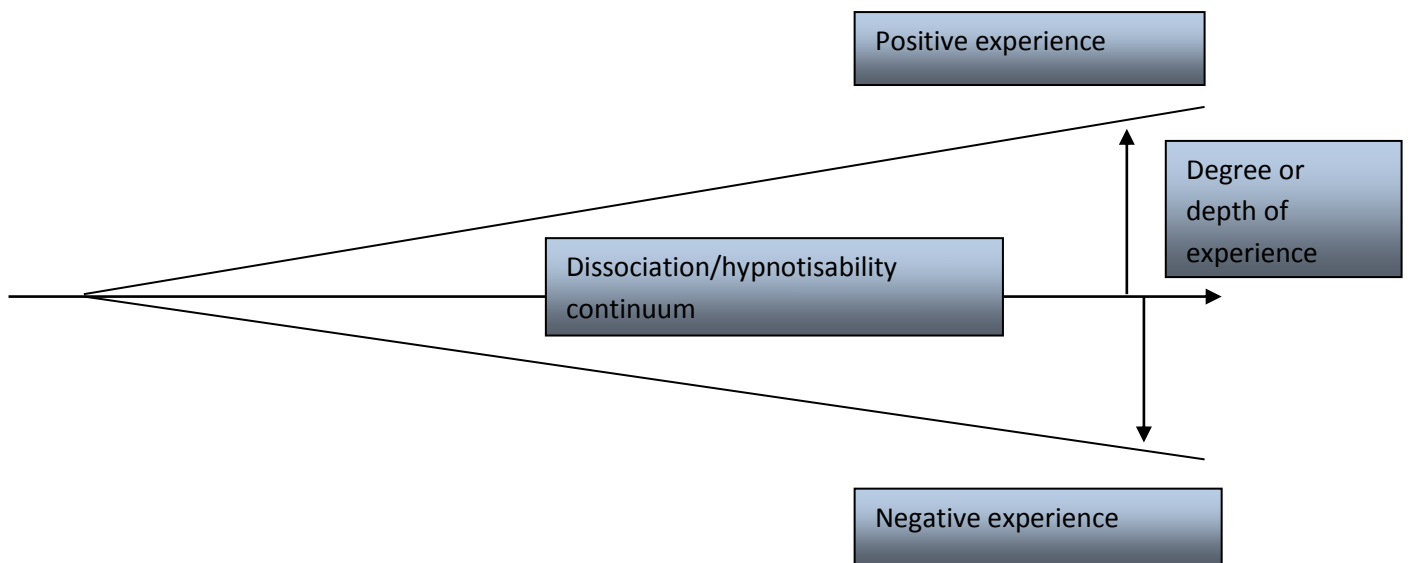 Positive experience
Degree or
depth of
experience
Dissociation/hypnotisability
continuum
Negative experience